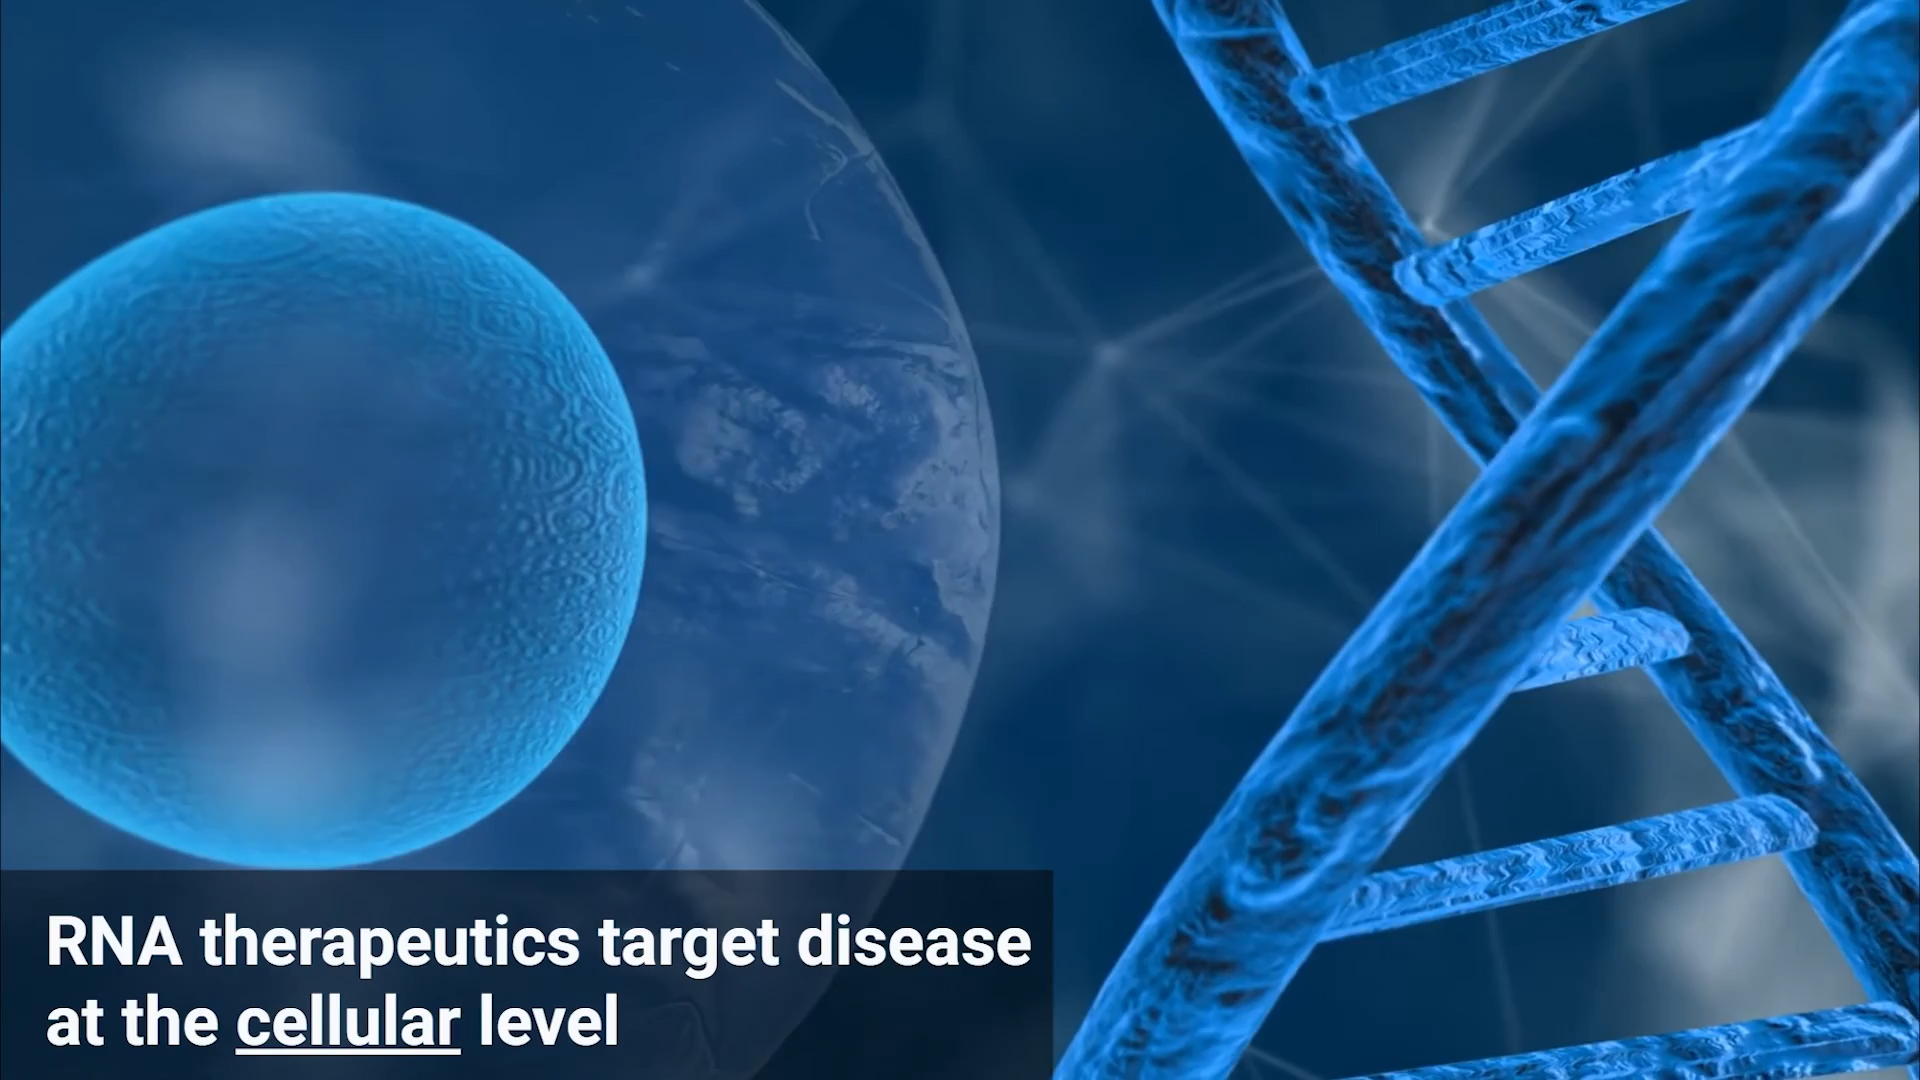 RNA therapeutics target disease
at the cellular level